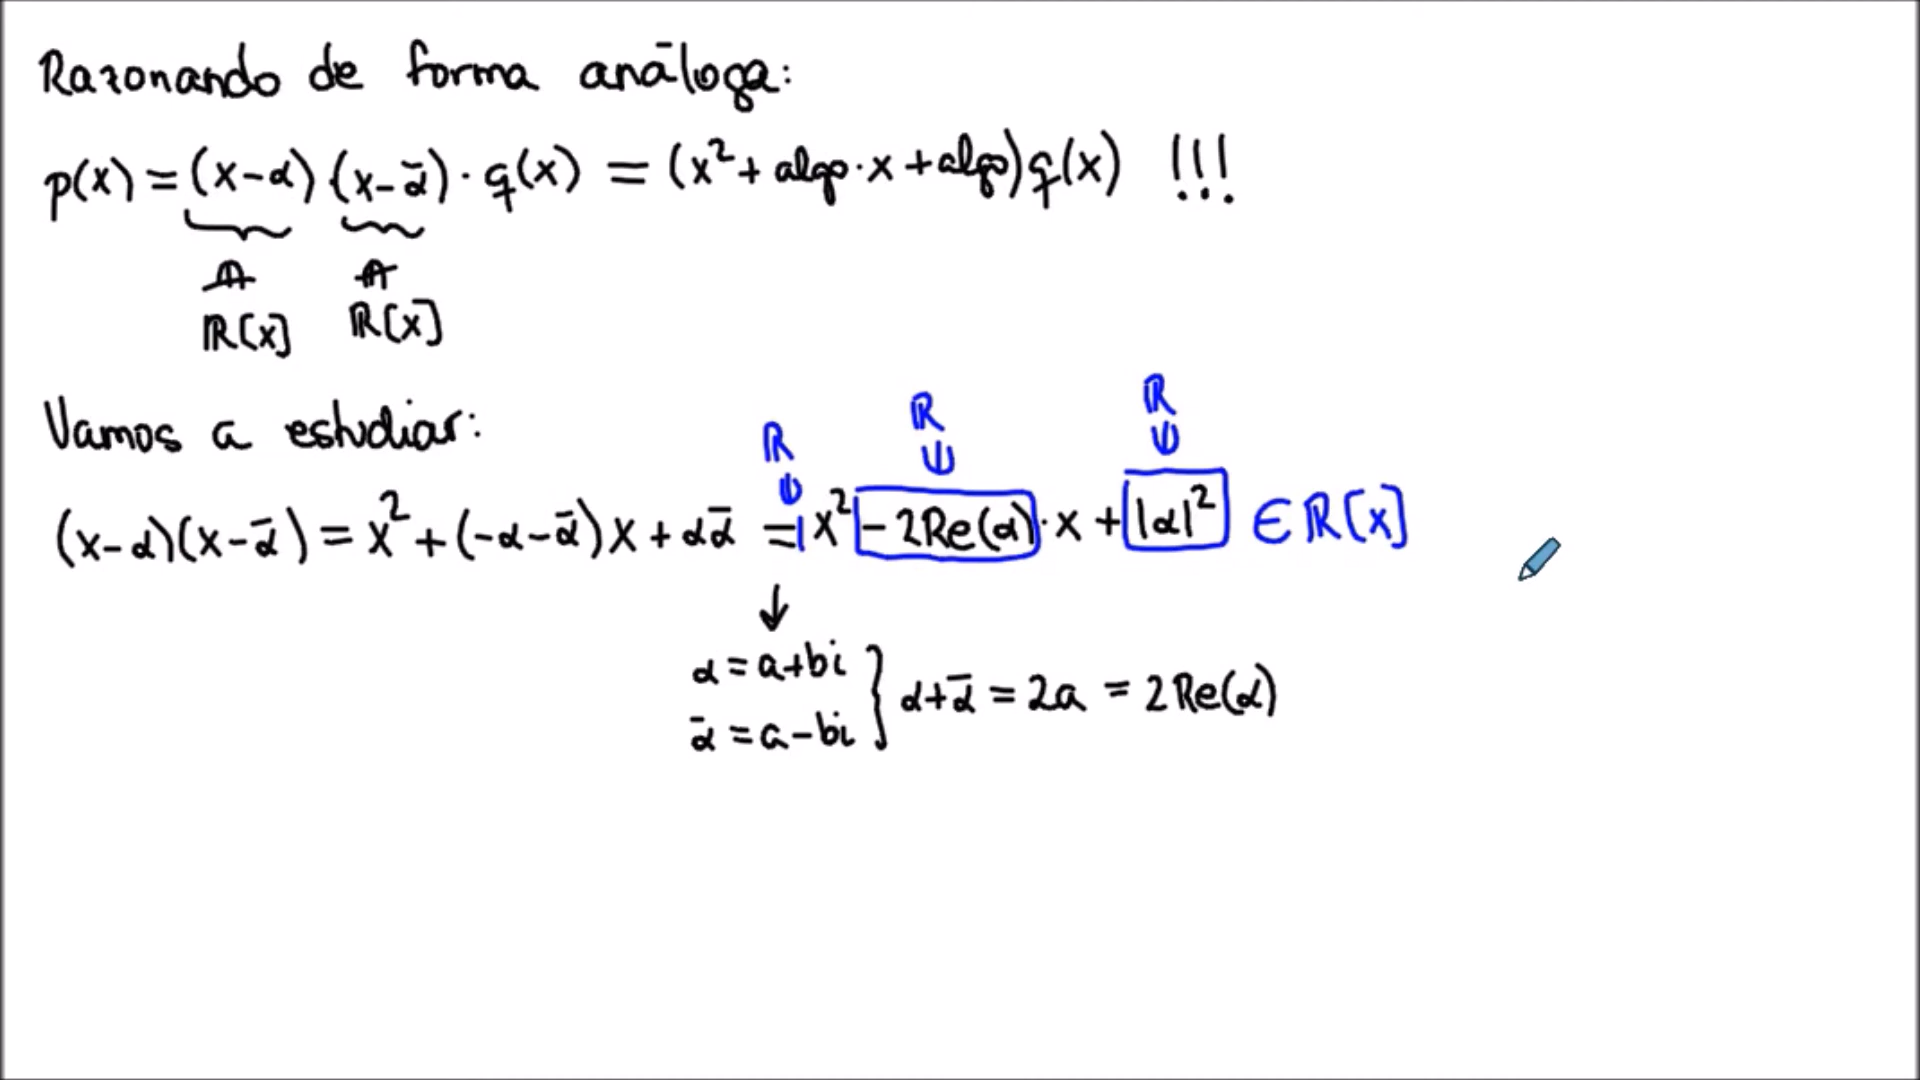 Razonando de forma análoga:
p(x) = (x-α)·(x-ᾱ)·q(x) = (x²+ algo·x + algo)q(x) !!!
∉ ∉
ℝ[x] ℝ[x]
Vamos a estudiar:
ℝ ℝ ℝ
(x-α)(x-ᾱ) = x² + (-α-ᾱ)x + αᾱ = 1x² - 2Re(α)·x + |α|² ∈ ℝ[x]
↓
α = a+bi
ᾱ = a-bi } α+ᾱ = 2a = 2Re(α)